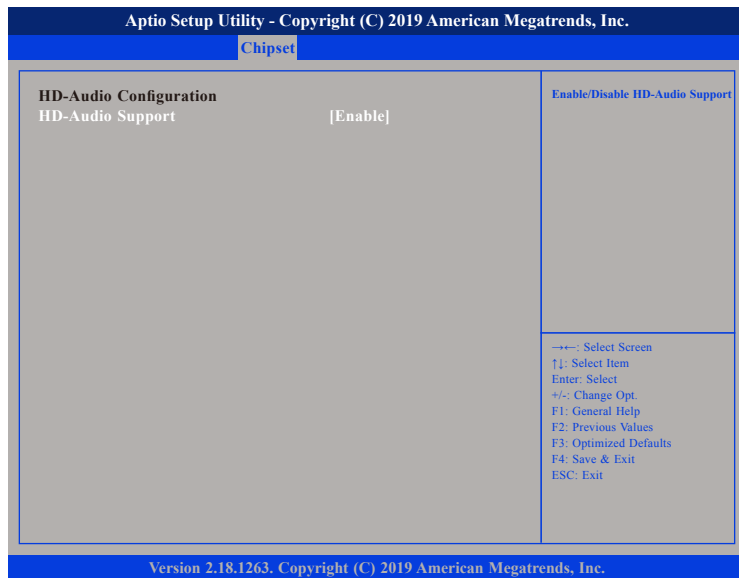 Aptio Setup Utility - Copyright (C) 2019 American Megatrends, Inc.
Chipset
HD-Audio Configuration
HD-Audio Support [Enable]
Enable/Disable HD-Audio Support
→←: Select Screen
↑↓: Select Item
Enter: Select
+/-: Change Opt.
F1: General Help
F2: Previous Values
F3: Optimized Defaults
F4: Save & Exit
ESC: Exit
Version 2.18.1263. Copyright (C) 2019 American Megatrends, Inc.